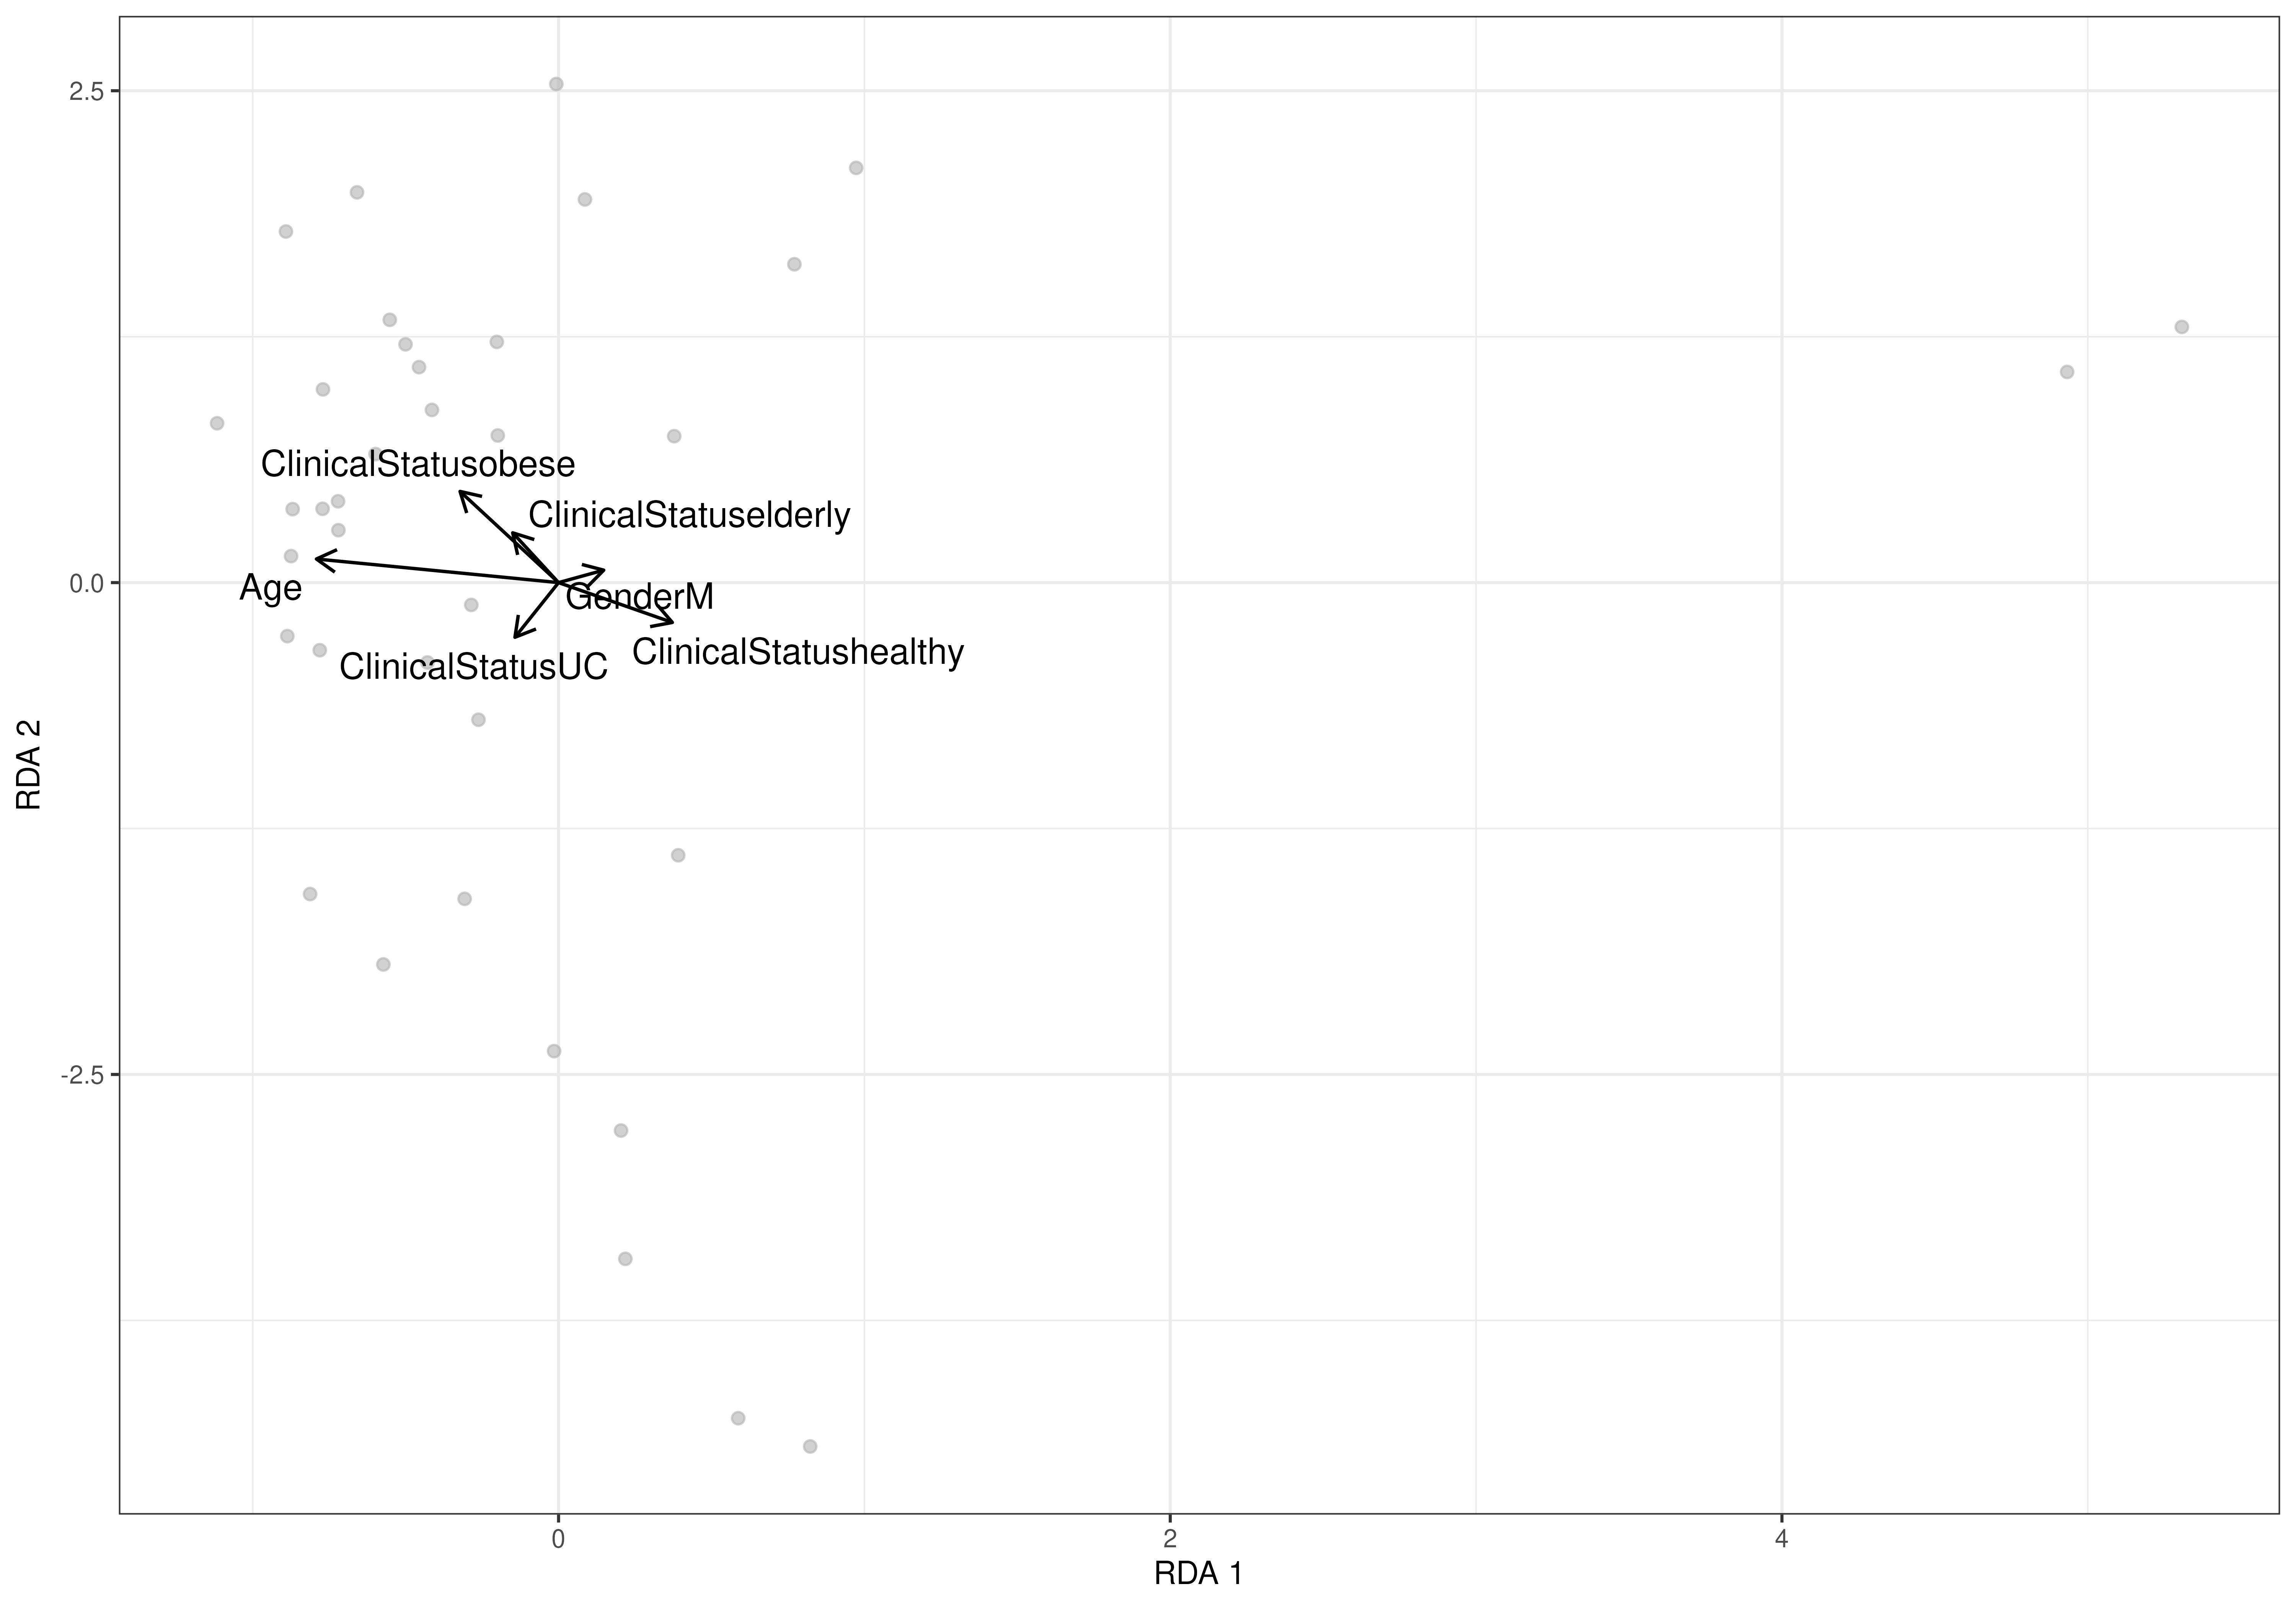 2.5
ClinicalStatusobese
ClinicalStatuselderly
0.0
Age
GenderM
ClinicalStatushealthy
ClinicalStatusUC
RDA 2
-2.5
0
2
4
RDA 1